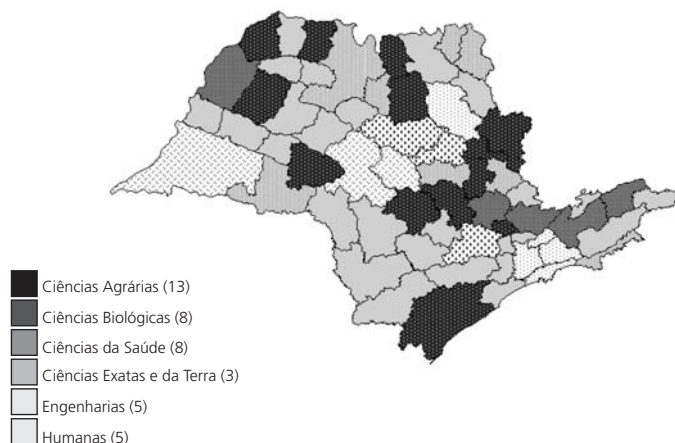 Ciências Agrárias (13)
Ciências Biológicas (8)
Ciências da Saúde (8)
Ciências Exatas e da Terra (3)
Engenharias (5)
Humanas (5)